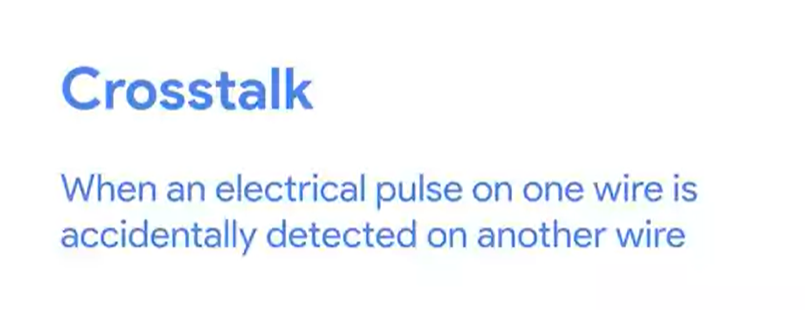 Crosstalk
When an electrical pulse on one wire is
accidentally detected on another wire